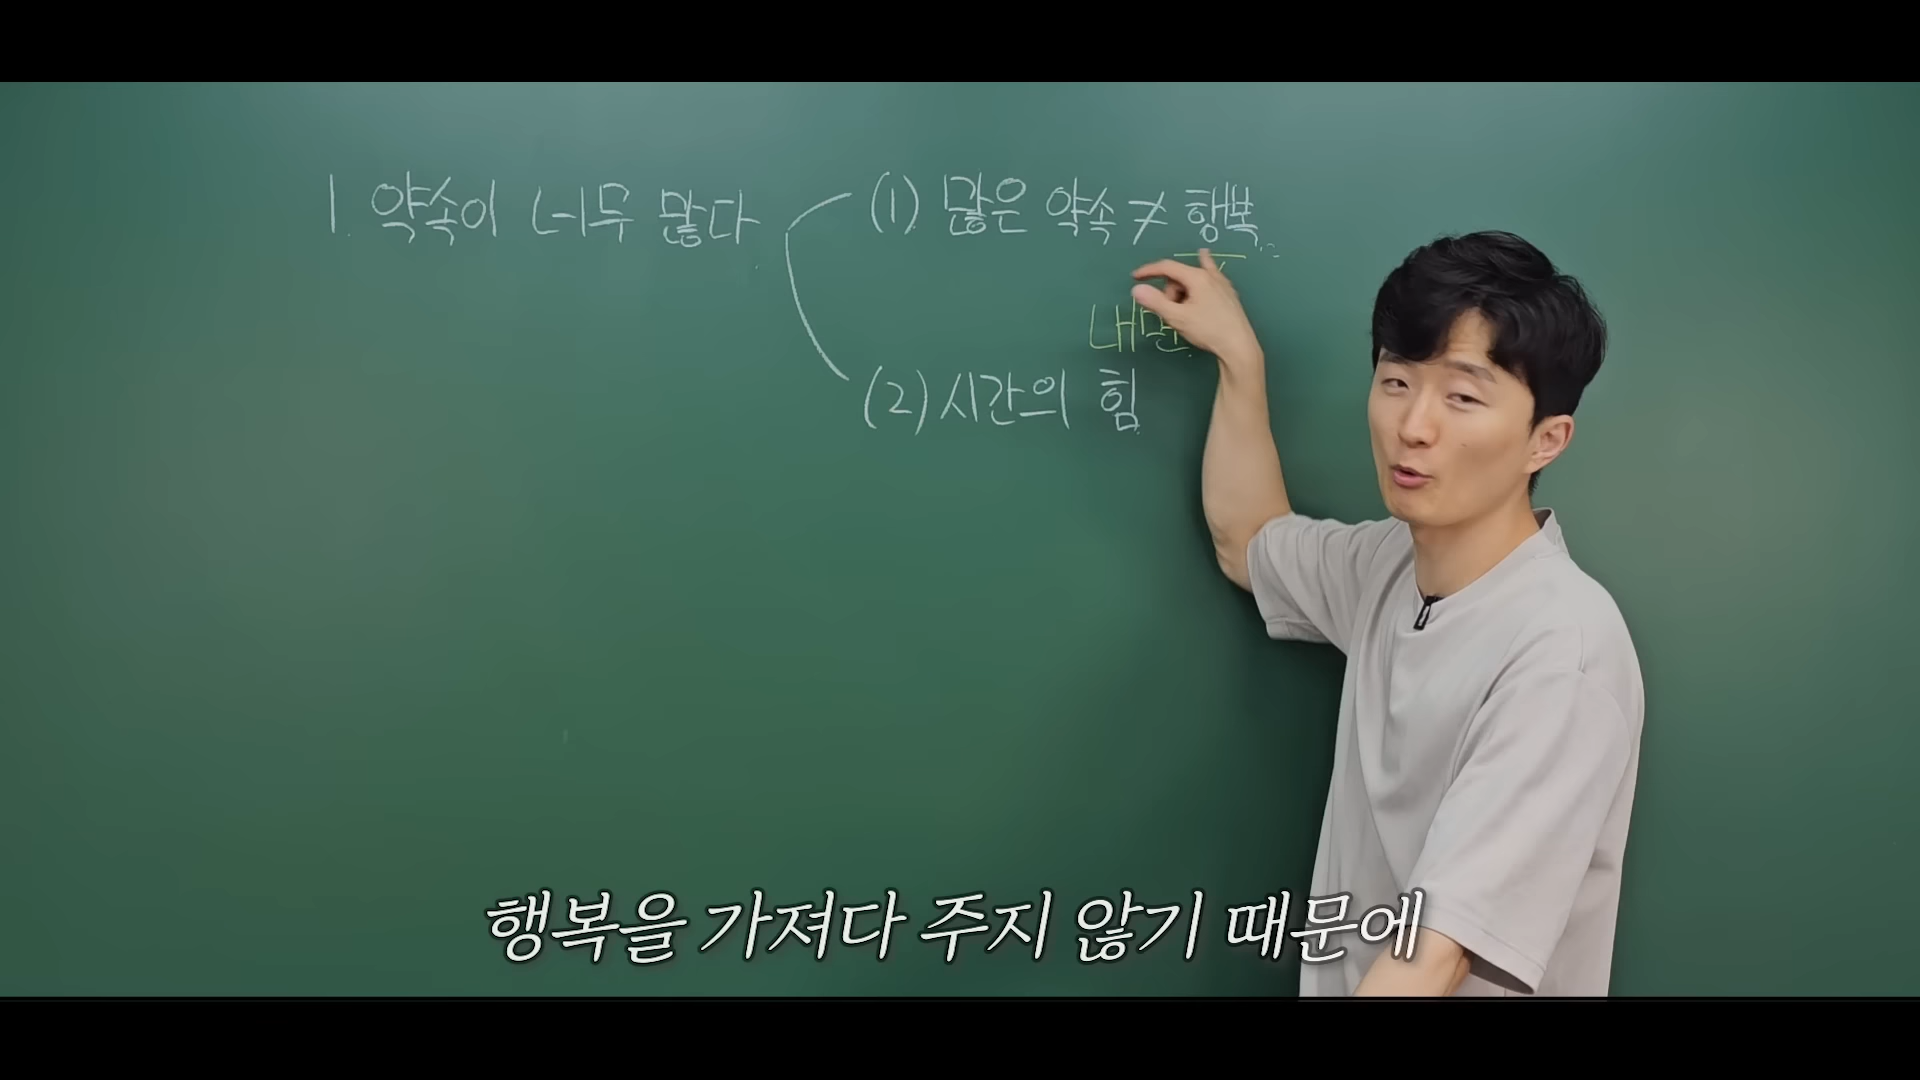 1. 약속이 너무 많다
(1) 많은 약속 ≠ 행복
내면
(2) 시간의 힘
행복을 가져다 주지 않기 때문에